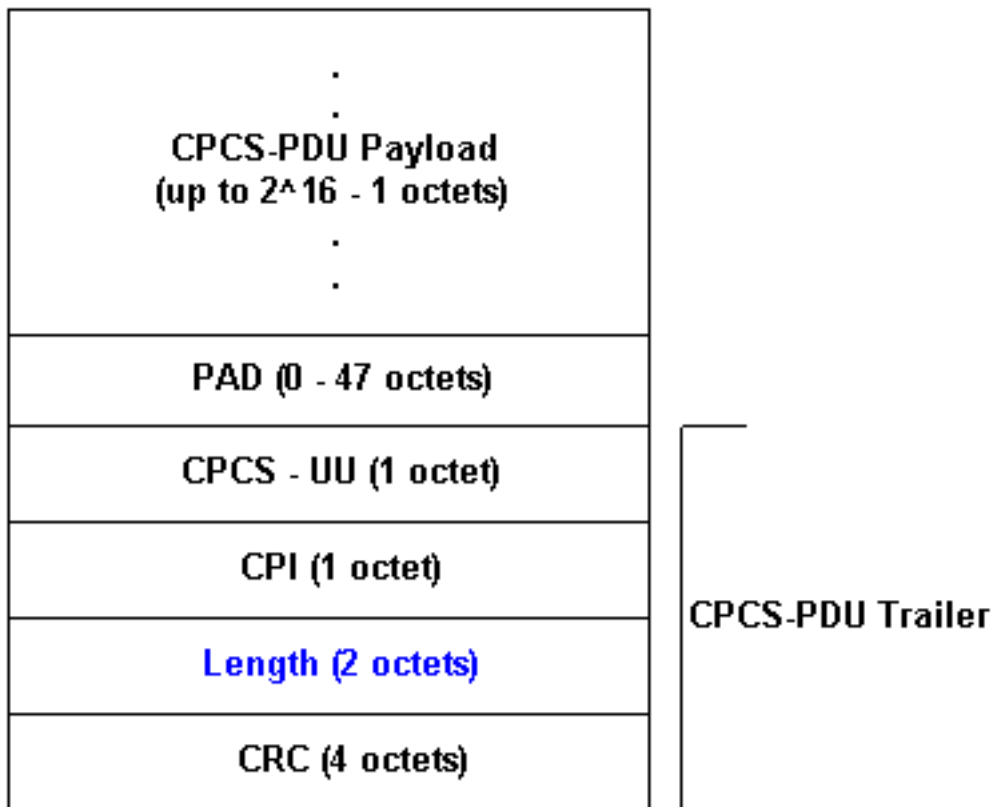 .
.
CPCS-PDU Payload
(up to 2^16 - 1 octets)
.
.
PAD (0 - 47 octets)
CPCS - UU (1 octet)
CPI (1 octet)
CPCS-PDU Trailer
Length (2 octets)
CRC (4 octets)